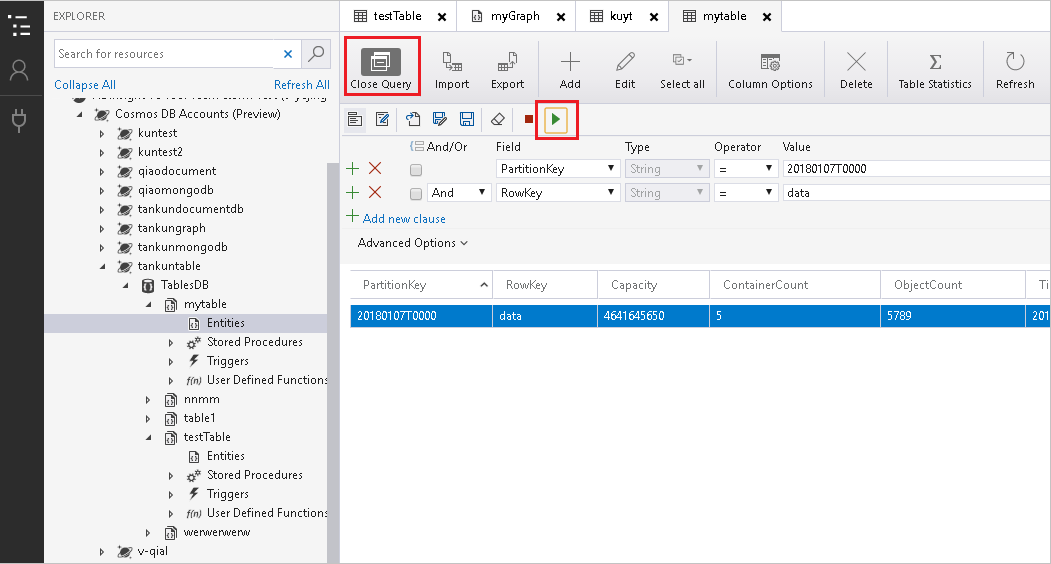 EXPLORER
Search for resources
Collapse All Refresh All
Cosmos DB Accounts (Preview)
kuntest
kuntest2
qiaodocument
qiaomongodb
tankundocumentdb
tankungraph
tankunmongodb
tankuntable
TablesDB
mytable
Entities
Stored Procedures
Triggers
f(n) User Defined Functions
nnmm
table1
testTable
Entities
Stored Procedures
Triggers
f(n) User Defined Functions
werwerwerw
v-qial
testTable myGraph kuyt mytable
Close Query Import Export Add Edit Select all Column Options Delete Table Statistics Refresh
And/Or Field Type Operator Value
PartitionKey String = 20180107T0000
And RowKey String = data
Add new clause
Advanced Options
PartitionKey RowKey Capacity ContainerCount ObjectCount Ti
20180107T0000 data 4641645650 5 5789 201